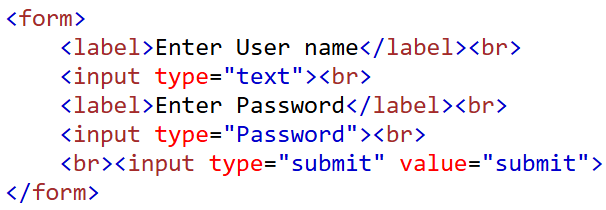 <form>
<label>Enter User name</label><br>
<input type="text"><br>
<label>Enter Password</label><br>
<input type="Password"><br>
<br><input type="submit" value="submit">
</form>